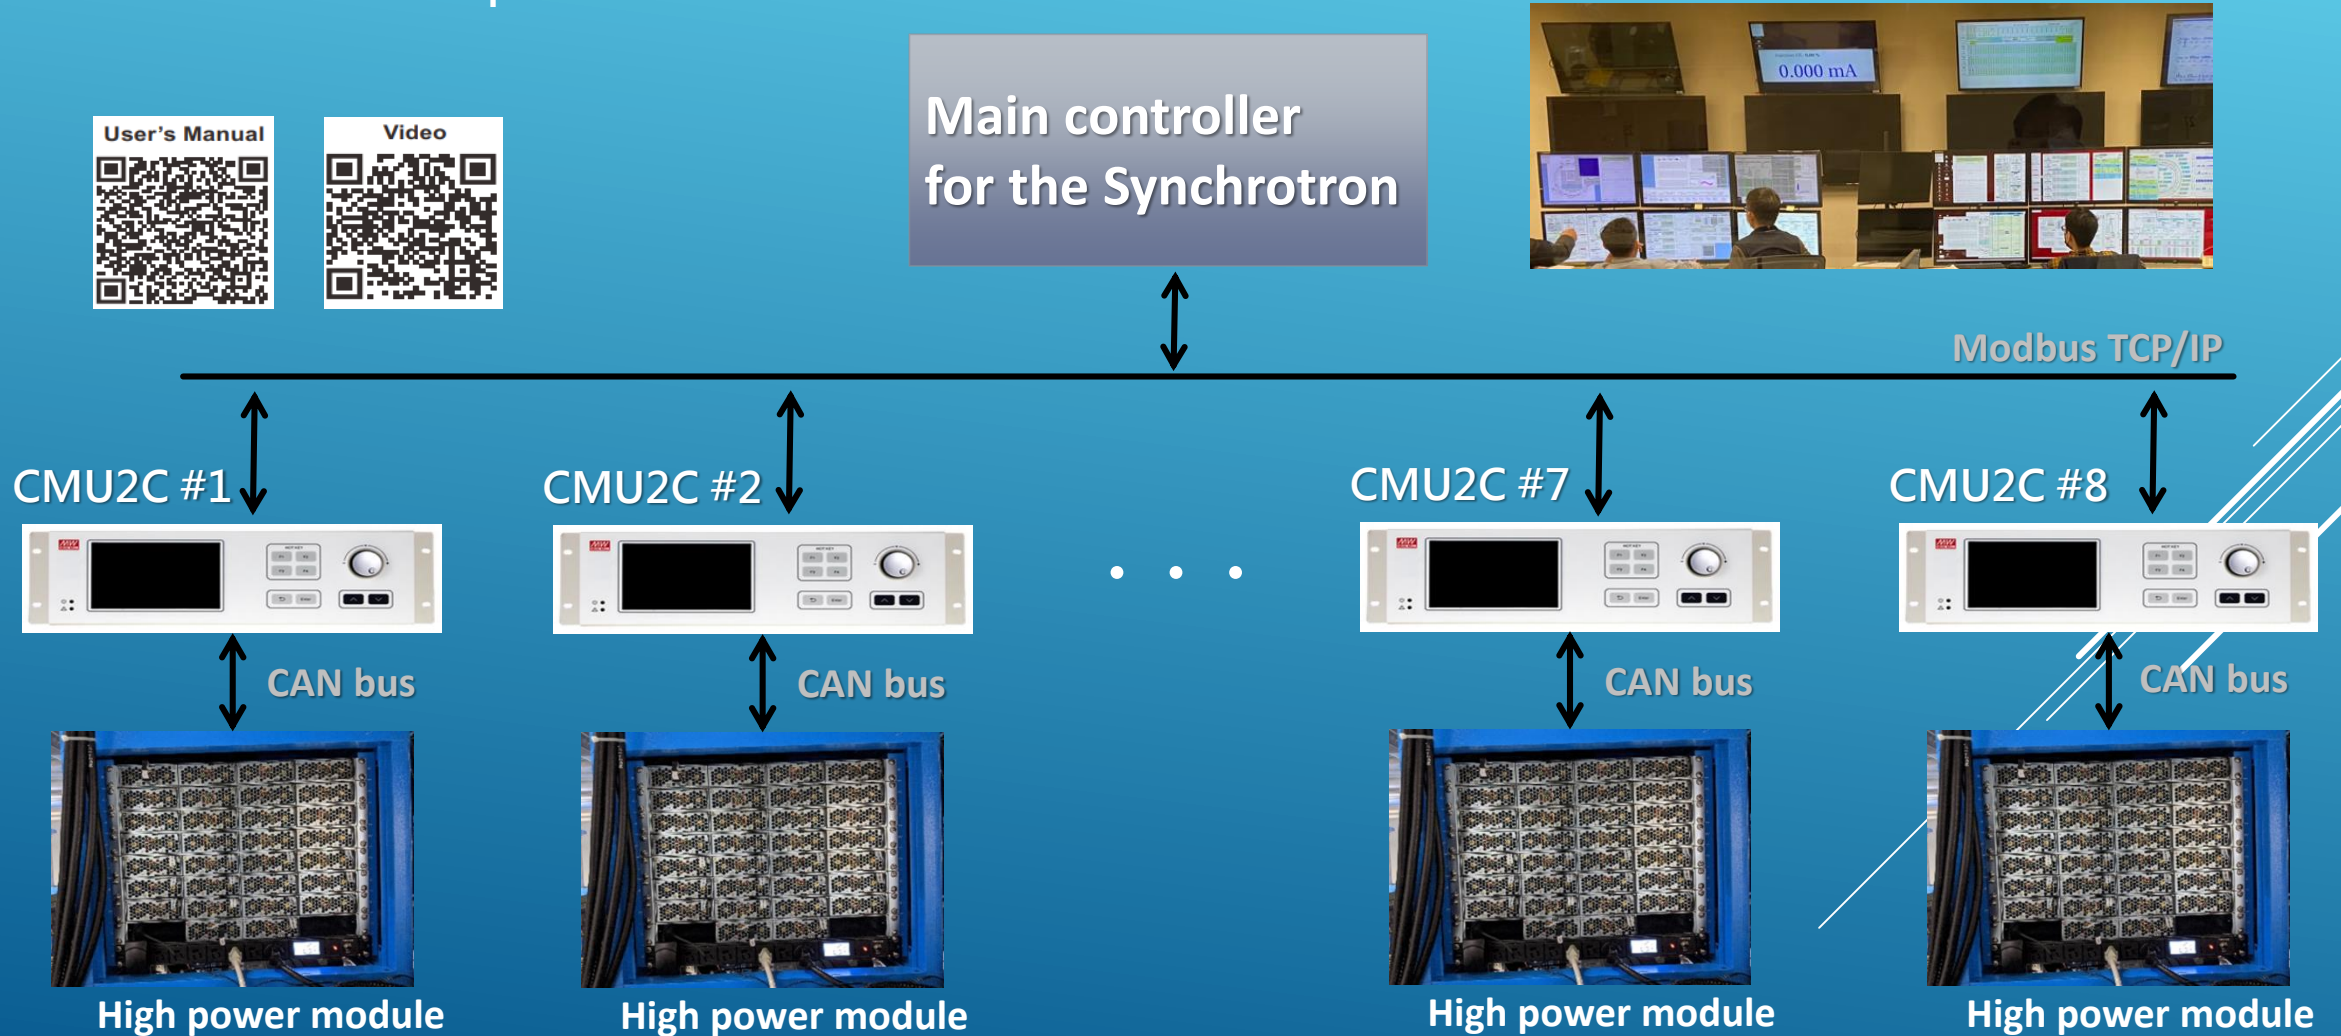 User's Manual
Video
Main controller
for the Synchrotron
0.000 mA
Modbus TCP/IP
CMU2C #1
CMU2C #2
CMU2C #7
CMU2C #8
. . .
CAN bus
CAN bus
CAN bus
CAN bus
High power module
High power module
High power module
High power module